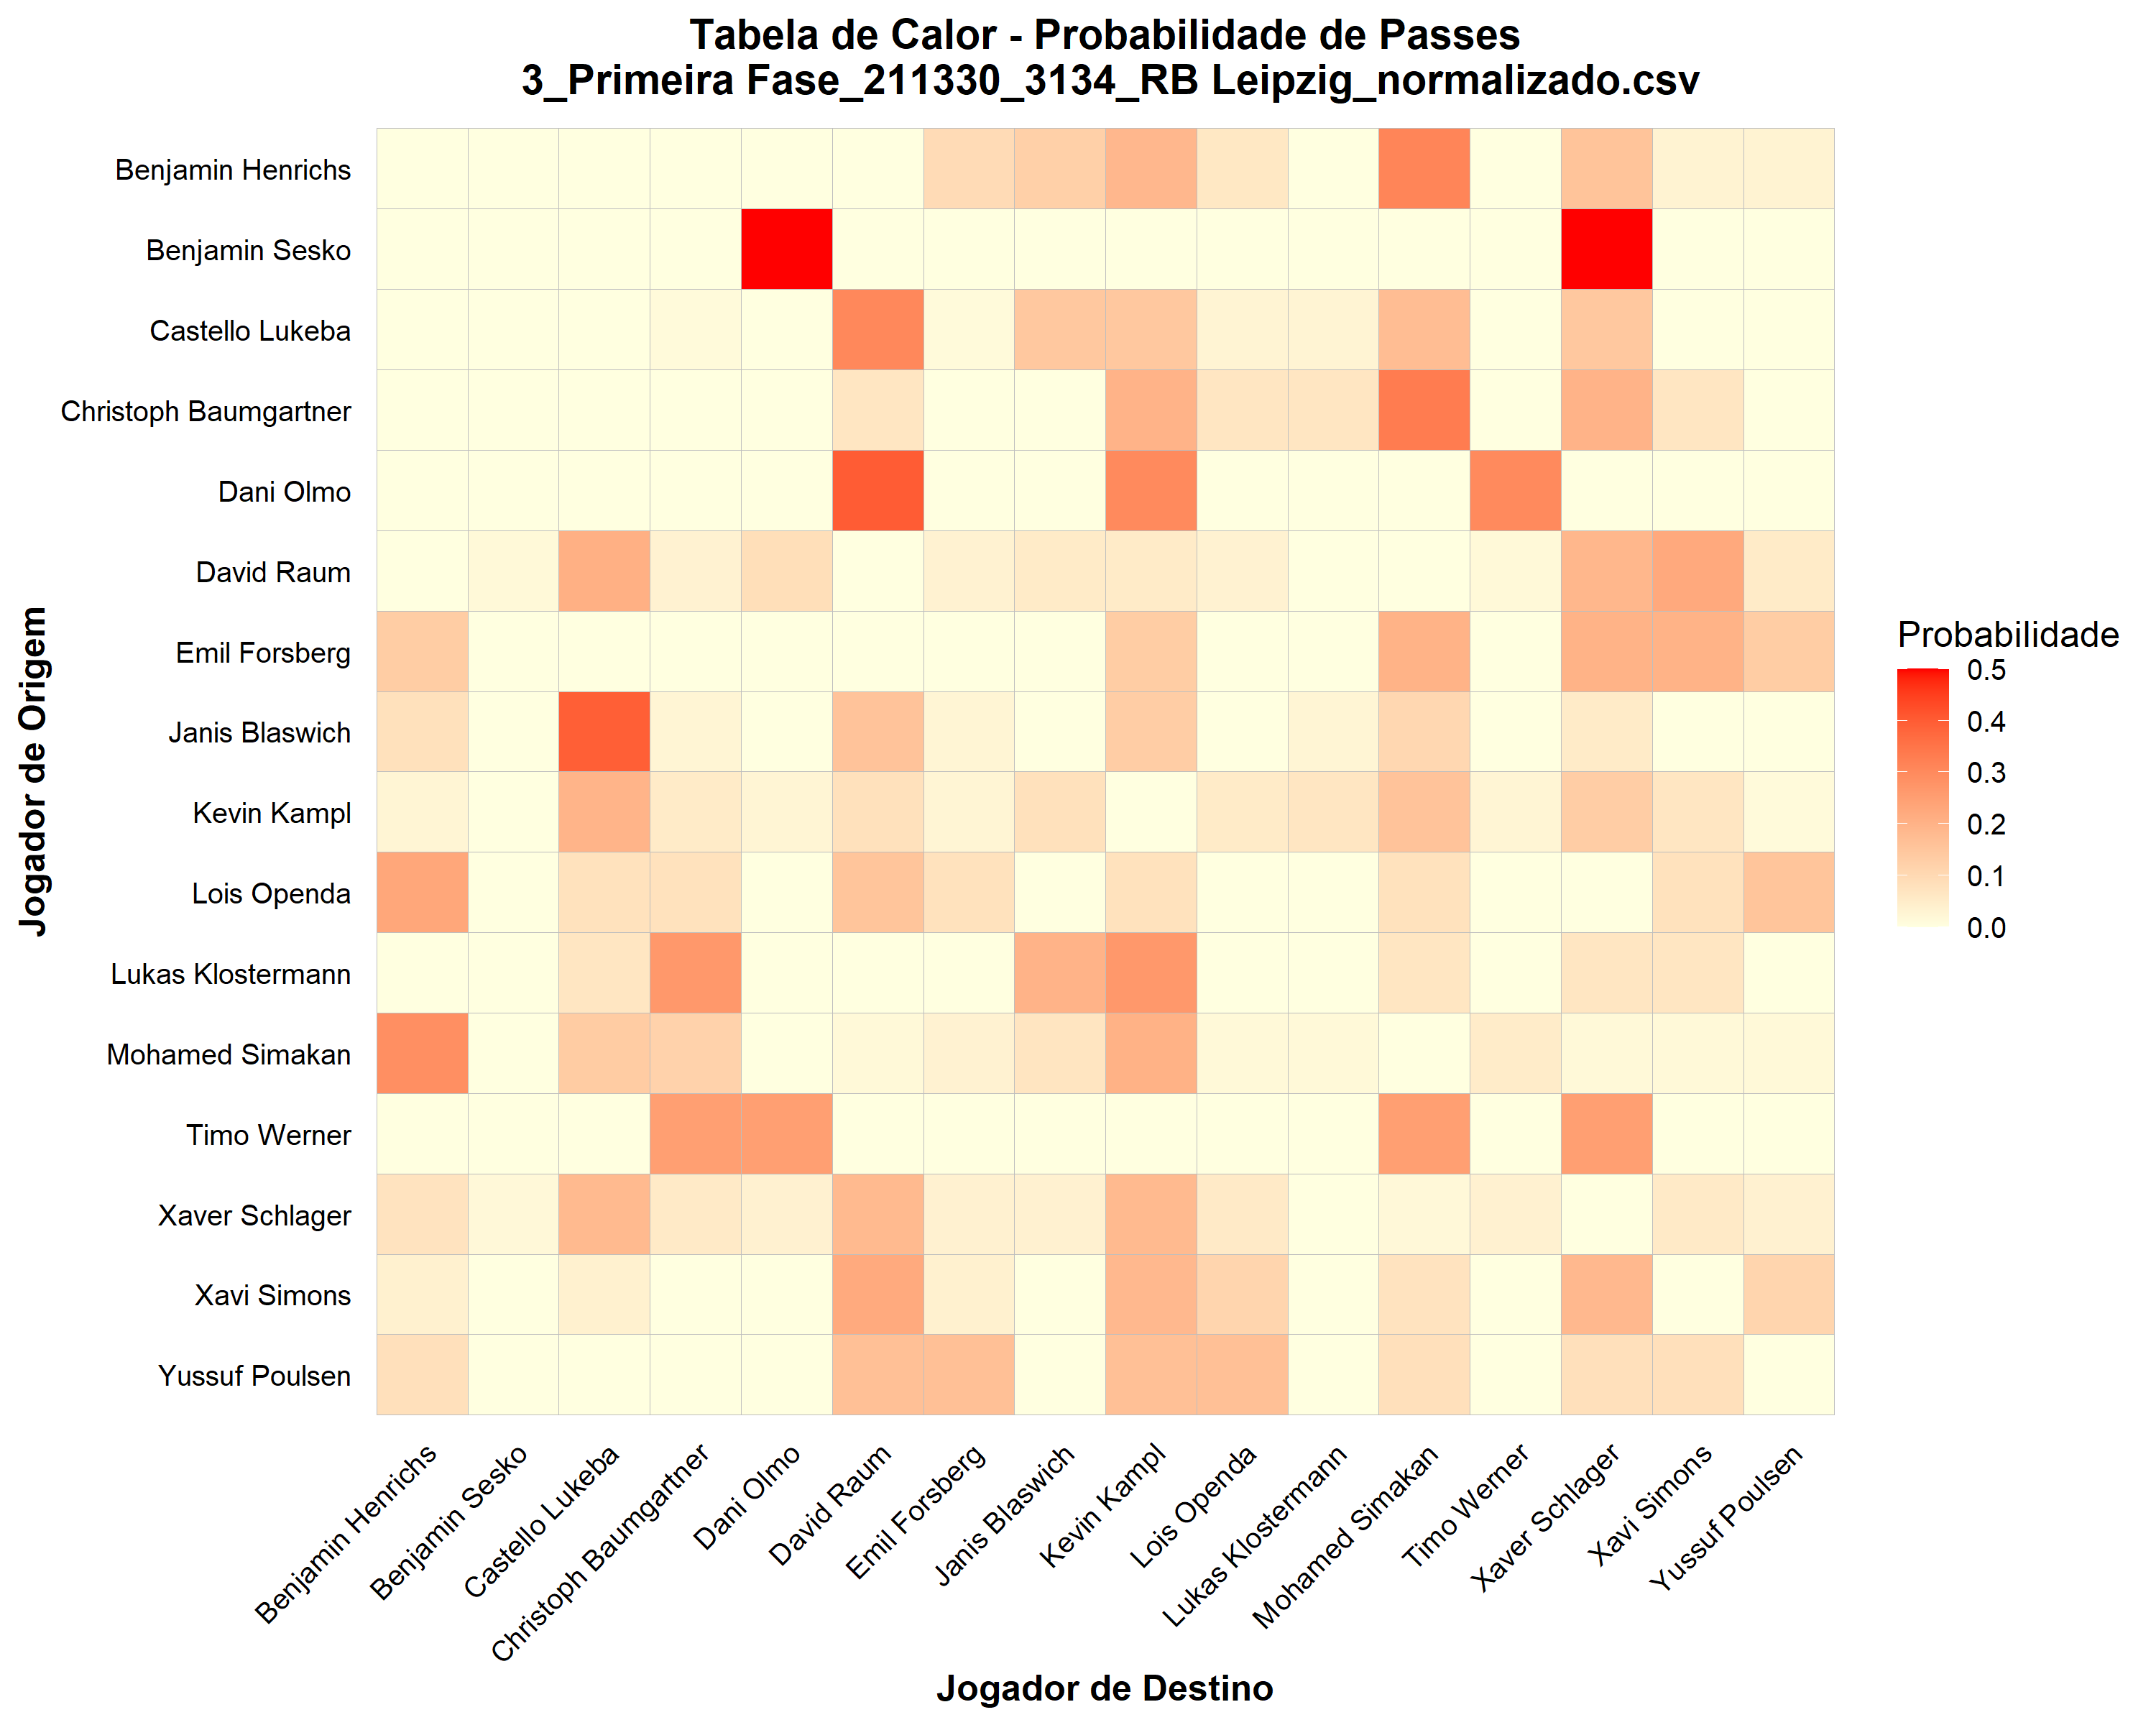 Tabela de Calor - Probabilidade de Passes
3_Primeira Fase_211330_3134_RB Leipzig_normalizado.csv
Jogador de Origem
Benjamin Henrichs
Benjamin Sesko
Castello Lukeba
Christoph Baumgartner
Dani Olmo
David Raum
Emil Forsberg
Janis Blaswich
Kevin Kampl
Lois Openda
Lukas Klostermann
Mohamed Simakan
Timo Werner
Xaver Schlager
Xavi Simons
Yussuf Poulsen
Probabilidade
0.5
0.4
0.3
0.2
0.1
0.0
Benjamin Henrichs
Benjamin Sesko
Castello Lukeba
Christoph Baumgartner
Dani Olmo
David Raum
Emil Forsberg
Janis Blaswich
Kevin Kampl
Lois Openda
Lukas Klostermann
Mohamed Simakan
Timo Werner
Xaver Schlager
Xavi Simons
Yussuf Poulsen
Jogador de Destino